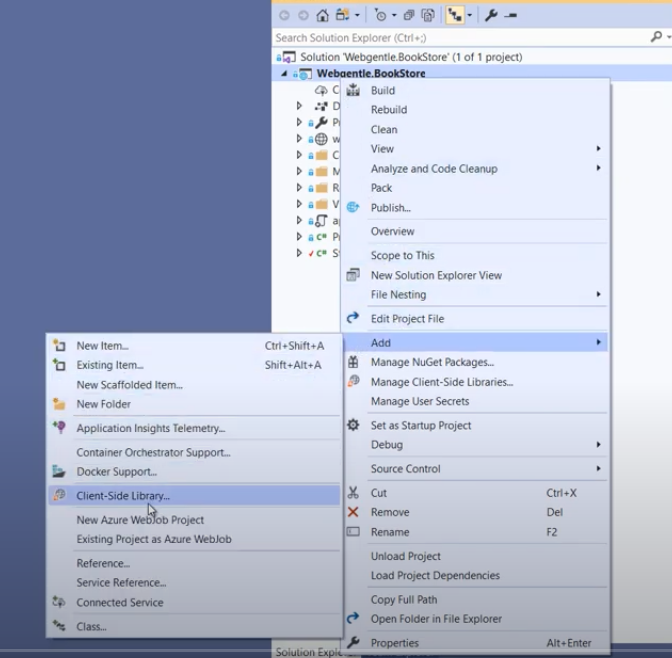 Search Solution Explorer (Ctrl+;)
Solution 'Webgentle.BookStore' (1 of 1 project)
Webgentle.BookStore
Build
Rebuild
Clean
View
Analyze and Code Cleanup
Pack
Publish...
Overview
Scope to This
New Solution Explorer View
File Nesting
Edit Project File
Add
Manage NuGet Packages...
Manage Client-Side Libraries...
Manage User Secrets
Set as Startup Project
Debug
Source Control
Cut Ctrl+X
Remove Del
Rename F2
Unload Project
Load Project Dependencies
Copy Full Path
Open Folder in File Explorer
Properties Alt+Enter
New Item... Ctrl+Shift+A
Existing Item... Shift+Alt+A
New Scaffolded Item...
New Folder
Application Insights Telemetry...
Container Orchestrator Support...
Docker Support...
Client-Side Library...
New Azure WebJob Project
Existing Project as Azure WebJob
Reference...
Service Reference...
Connected Service
Class...
Solution